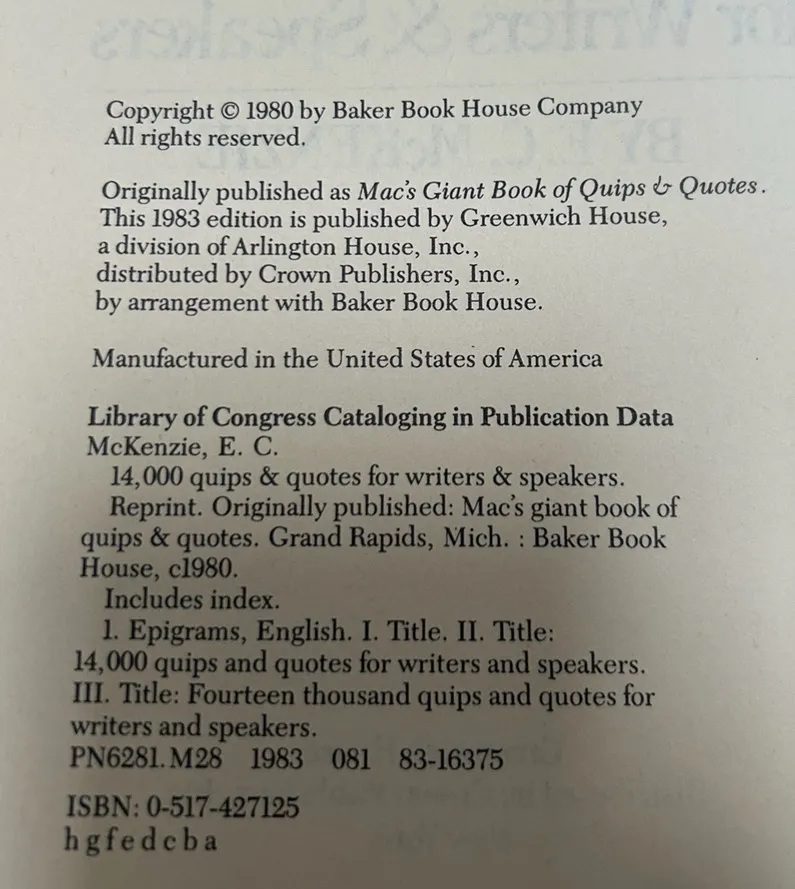 Copyright © 1980 by Baker Book House Company
All rights reserved.
Originally published as Mac's Giant Book of Quips & Quotes.
This 1983 edition is published by Greenwich House,
a division of Arlington House, Inc.,
distributed by Crown Publishers, Inc.,
by arrangement with Baker Book House.
Manufactured in the United States of America
Library of Congress Cataloging in Publication Data
McKenzie, E. C.
14,000 quips & quotes for writers & speakers.
Reprint. Originally published: Mac's giant book of
quips & quotes. Grand Rapids, Mich. : Baker Book
House, c1980.
Includes index.
1. Epigrams, English. I. Title. II. Title:
14,000 quips and quotes for writers and speakers.
III. Title: Fourteen thousand quips and quotes for
writers and speakers.
PN6281.M28 1983 081 83-16375
ISBN: 0-517-427125
h g f e d c b a